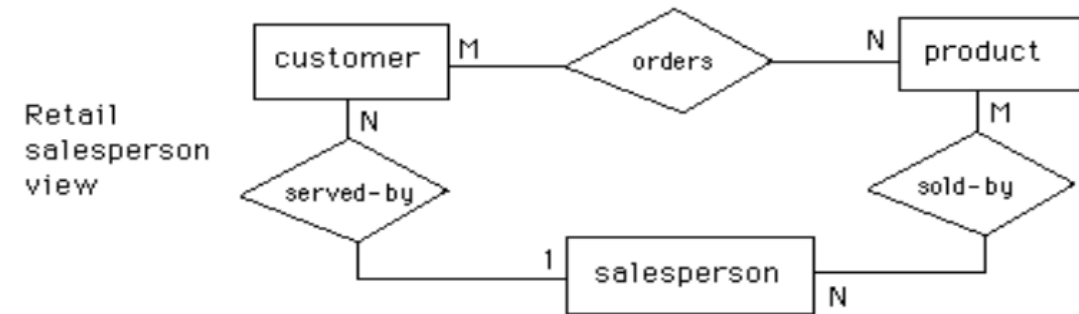 customer
M
orders
N
product
Retail
salesperson
view
N
M
served-by
sold-by
1
salesperson
N